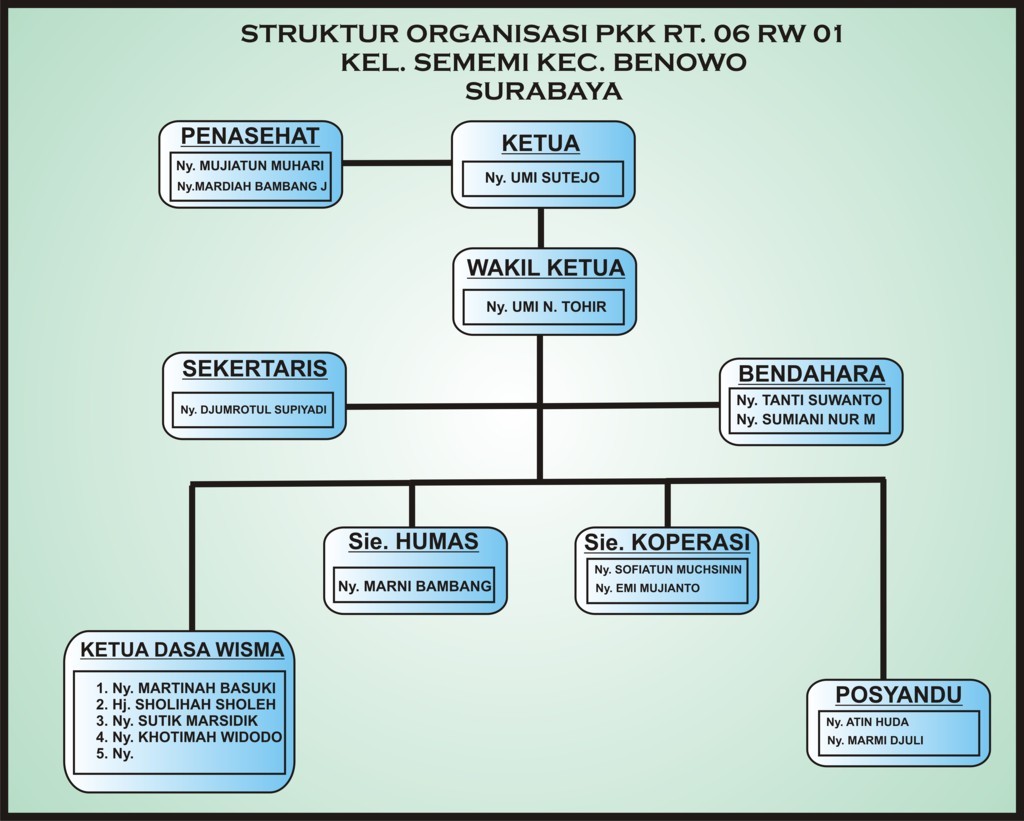 STRUKTUR ORGANISASI PKK RT. 06 RW 01
KEL. SEMEMI KEC. BENOWO
SURABAYA
PENASEHAT
Ny. MUJIATUN MUHARI
Ny.MARDIAH BAMBANG J
KETUA
Ny. UMI SUTEJO
WAKIL KETUA
Ny. UMI N. TOHIR
SEKERTARIS
Ny. DJUMROTUL SUPIYADI
BENDAHARA
Ny. TANTI SUWANTO
Ny. SUMIANI NUR M
Sie. HUMAS
Ny. MARNI BAMBANG
Sie. KOPERASI
Ny. SOFIATUN MUCHSININ
Ny. EMI MUJIANTO
KETUA DASA WISMA
1. Ny. MARTINAH BASUKI
2. Hj. SHOLIHAH SHOLEH
3. Ny. SUTIK MARSIDIK
4. Ny. KHOTIMAH WIDODO
5. Ny.
POSYANDU
Ny. ATIN HUDA
Ny. MARMI DJULI